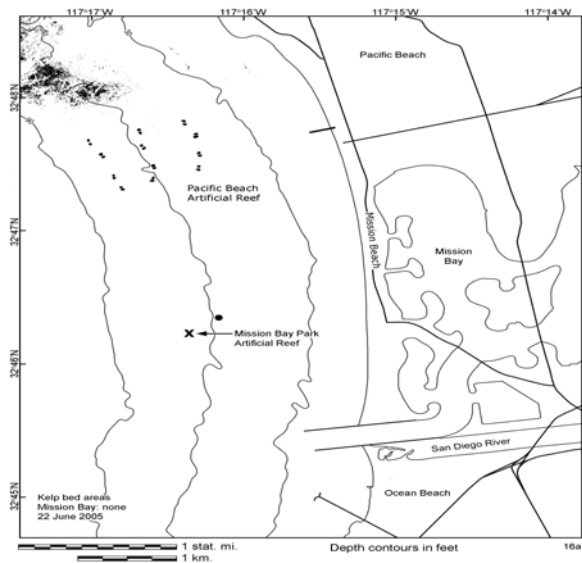 117°17'W
117°16'W
117°15'W
117°14'W
Pacific Beach
32°48'N
Pacific Beach
Artificial Reef
32°47'N
Mission Beach
Mission
Bay
X
Mission Bay Park
Artificial Reef
32°46'N
San Diego River
Kelp bed areas
Mission Bay: none
22 June 2005
32°45'N
Ocean Beach
1 stat. mi.
1 km.
Depth contours in feet
16a